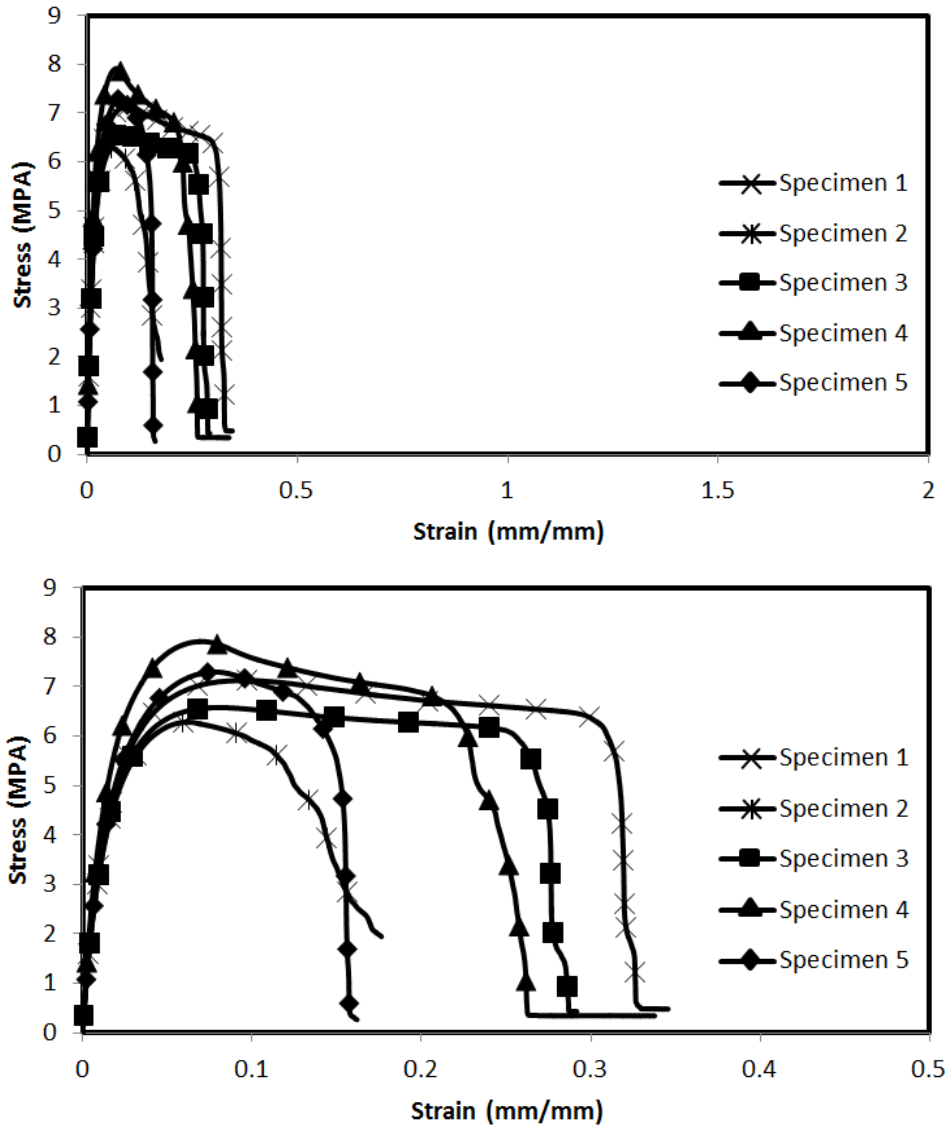 9
8
7
6
5
4
3
2
1
0
Stress (MPA)
0 0.5 1 1.5 2
Strain (mm/mm)
Specimen 1
Specimen 2
Specimen 3
Specimen 4
Specimen 5
9
8
7
6
5
4
3
2
1
0
Stress (MPA)
0 0.1 0.2 0.3 0.4 0.5
Strain (mm/mm)
Specimen 1
Specimen 2
Specimen 3
Specimen 4
Specimen 5